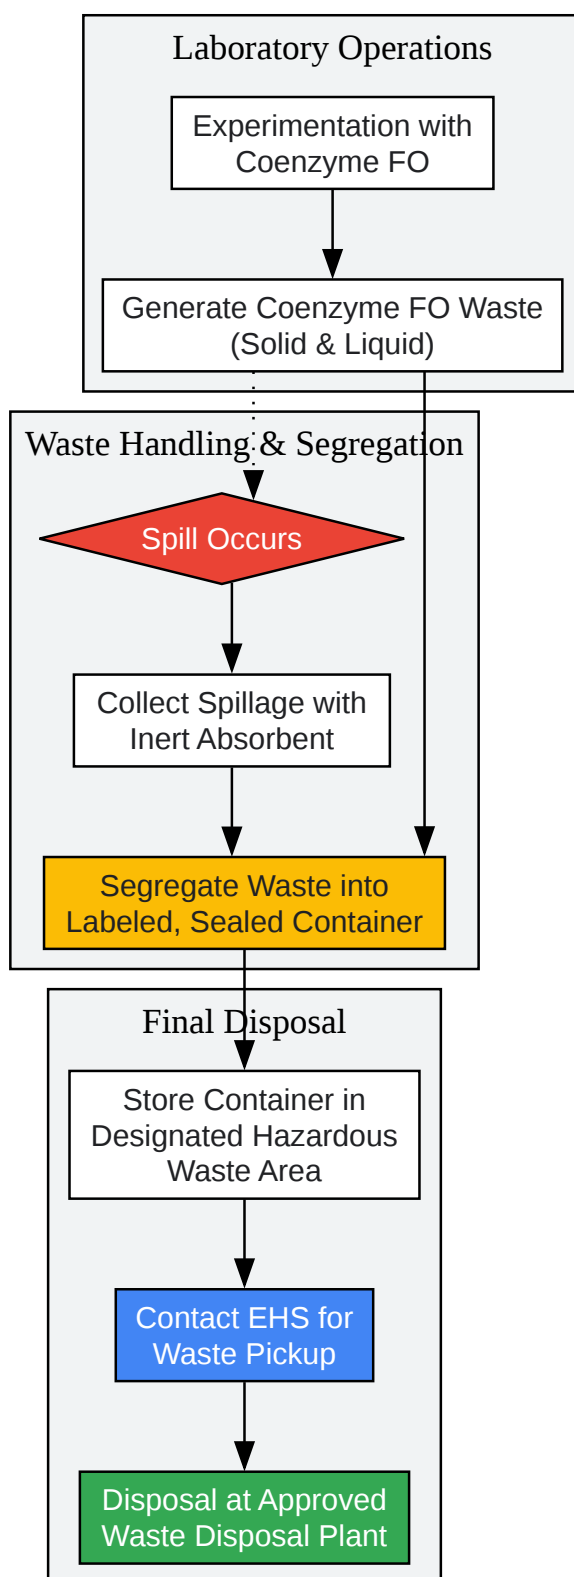 Laboratory Operations
Experimentation with
Coenzyme FO
Generate Coenzyme FO Waste
(Solid & Liquid)
Waste Handling & Segregation
Spill Occurs
Collect Spillage with
Inert Absorbent
Segregate Waste into
Labeled, Sealed Container
Final Disposal
Store Container in
Designated Hazardous
Waste Area
Contact EHS for
Waste Pickup
Disposal at Approved
Waste Disposal Plant